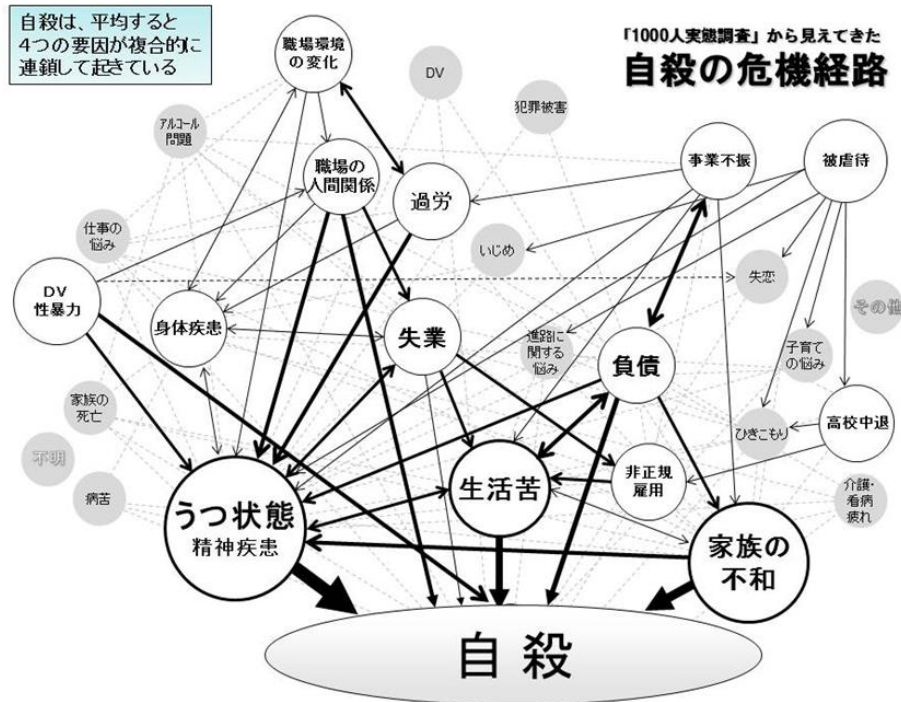 自殺は、平均すると
4つの要因が複合的に
連鎖して起きている
「1000人実態調査」から見えてきた
自殺の危機経路
職場環境
の変化
DV
犯罪被害
アルコール
問題
職場の
人間関係
過労
事業不振
被虐待
仕事の
悩み
いじめ
失恋
DV
性暴力
身体疾患
失業
進路に
関する
悩み
負債
その他
子育て
の悩み
家族の
死亡
ひきこもり
高校中退
不明
病苦
うつ状態
精神疾患
生活苦
非正規
雇用
介護・
看病
疲れ
家族の
不和
自殺